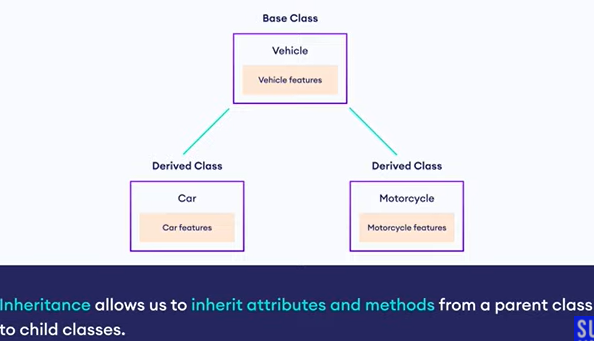 Base Class
Vehicle
Vehicle features
Derived Class
Derived Class
Car
Motorcycle
Car features
Motorcycle features
Inheritance allows us to inherit attributes and methods from a parent class
to child classes.
SU